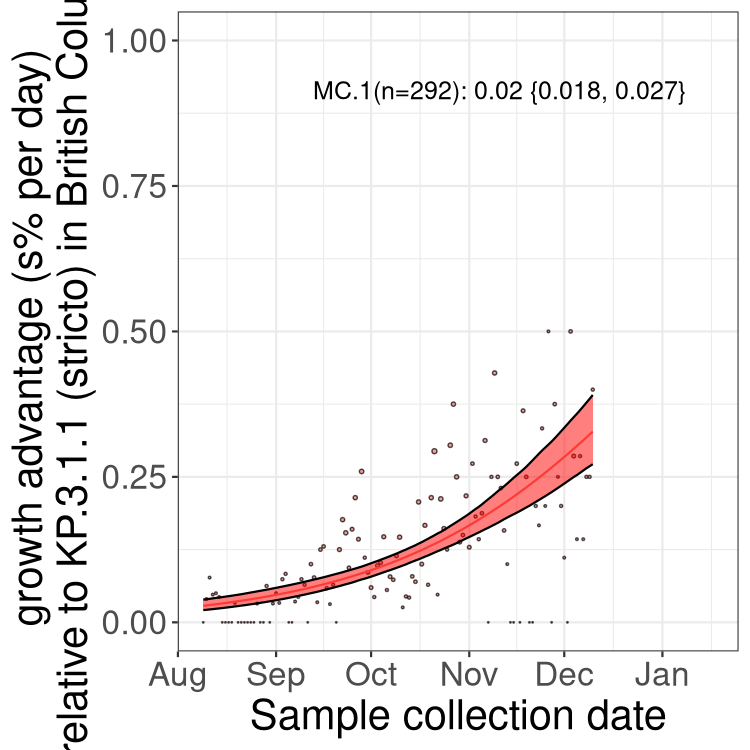 growth advantage (s% per day)
relative to KP.3.1.1 (stricto) in British Colu
1.00
0.75
0.50
0.25
0.00
MC.1(n=292): 0.02 {0.018, 0.027}
Aug Sep Oct Nov Dec Jan
Sample collection date